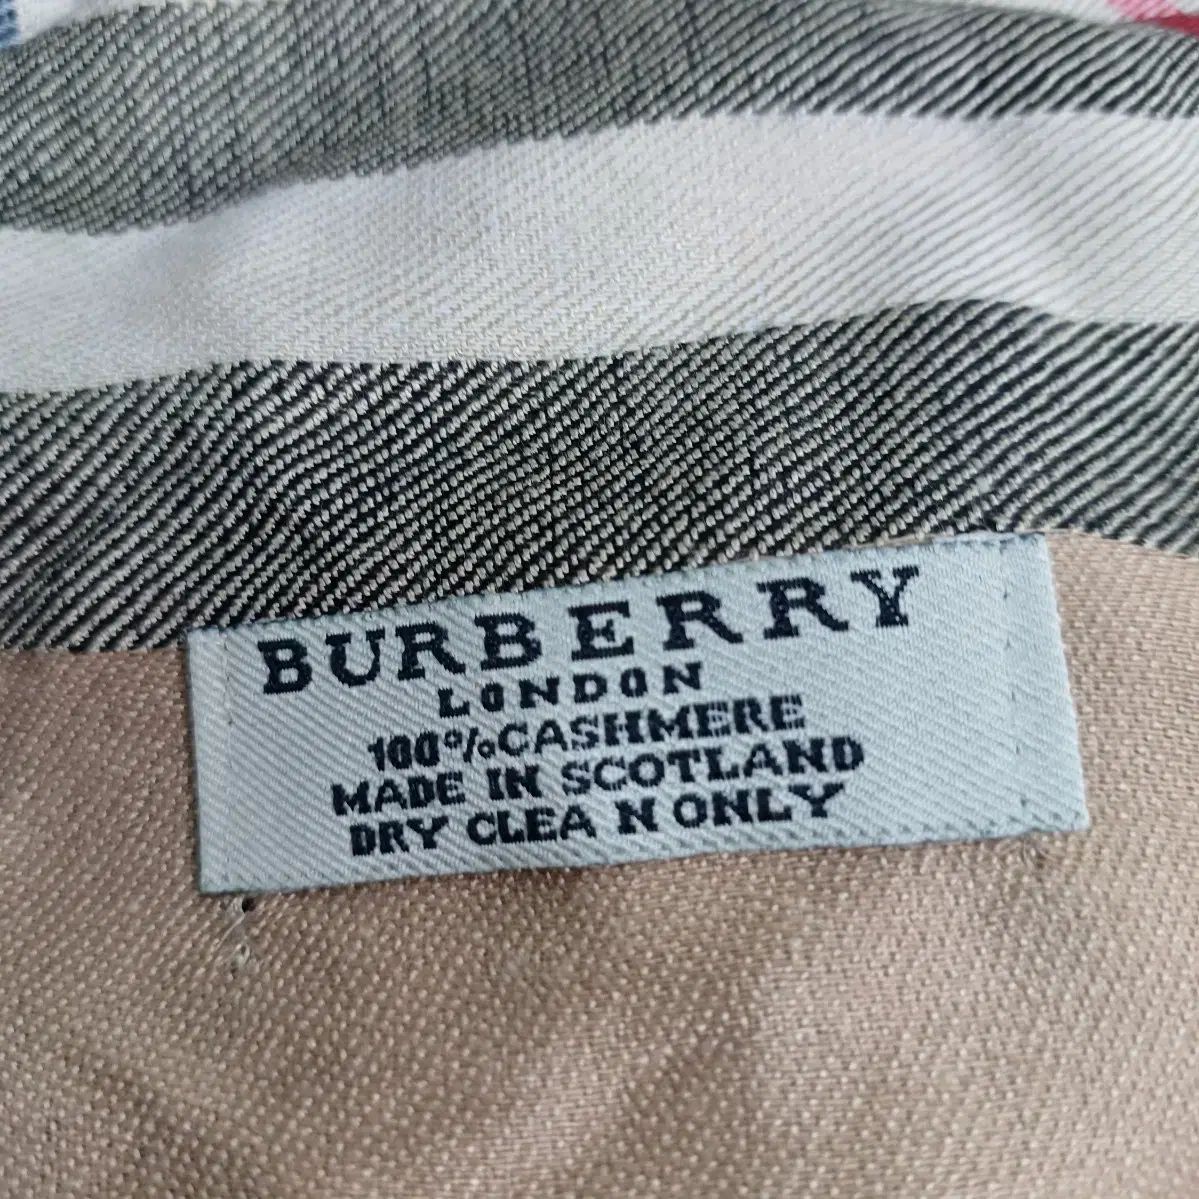 BURBERRY
LONDON
100%CASHMERE
MADE IN SCOTLAND
DRY CLEA N ONLY